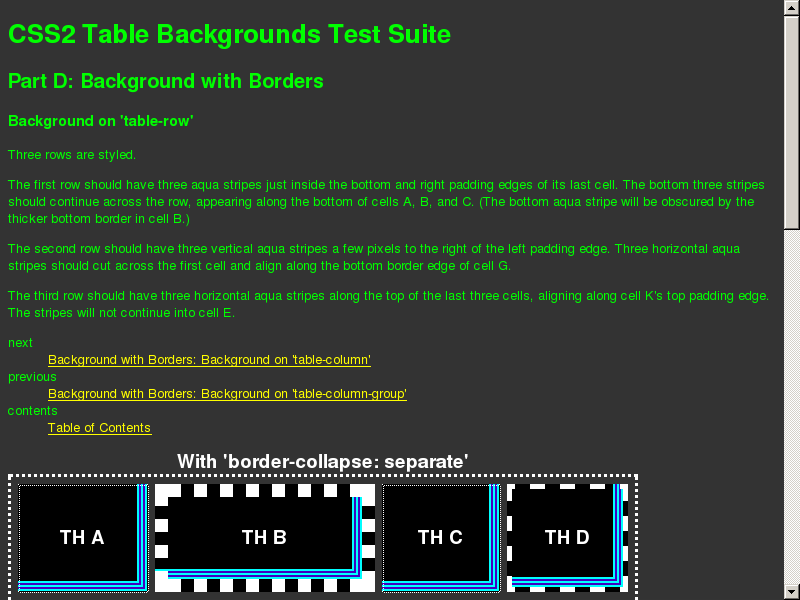 CSS2 Table Backgrounds Test Suite
Part D: Background with Borders
Background on 'table-row'
Three rows are styled.
The first row should have three aqua stripes just inside the bottom and right padding edges of its last cell. The bottom three stripes
should continue across the row, appearing along the bottom of cells A, B, and C. (The bottom aqua stripe will be obscured by the
thicker bottom border in cell B.)
The second row should have three vertical aqua stripes a few pixels to the right of the left padding edge. Three horizontal aqua
stripes should cut across the first cell and align along the bottom border edge of cell G.
The third row should have three horizontal aqua stripes along the top of the last three cells, aligning along cell K's top padding edge.
The stripes will not continue into cell E.
next
Background with Borders: Background on 'table-column'
previous
Background with Borders: Background on 'table-column-group'
contents
Table of Contents
With 'border-collapse: separate'
TH A TH B TH C TH D